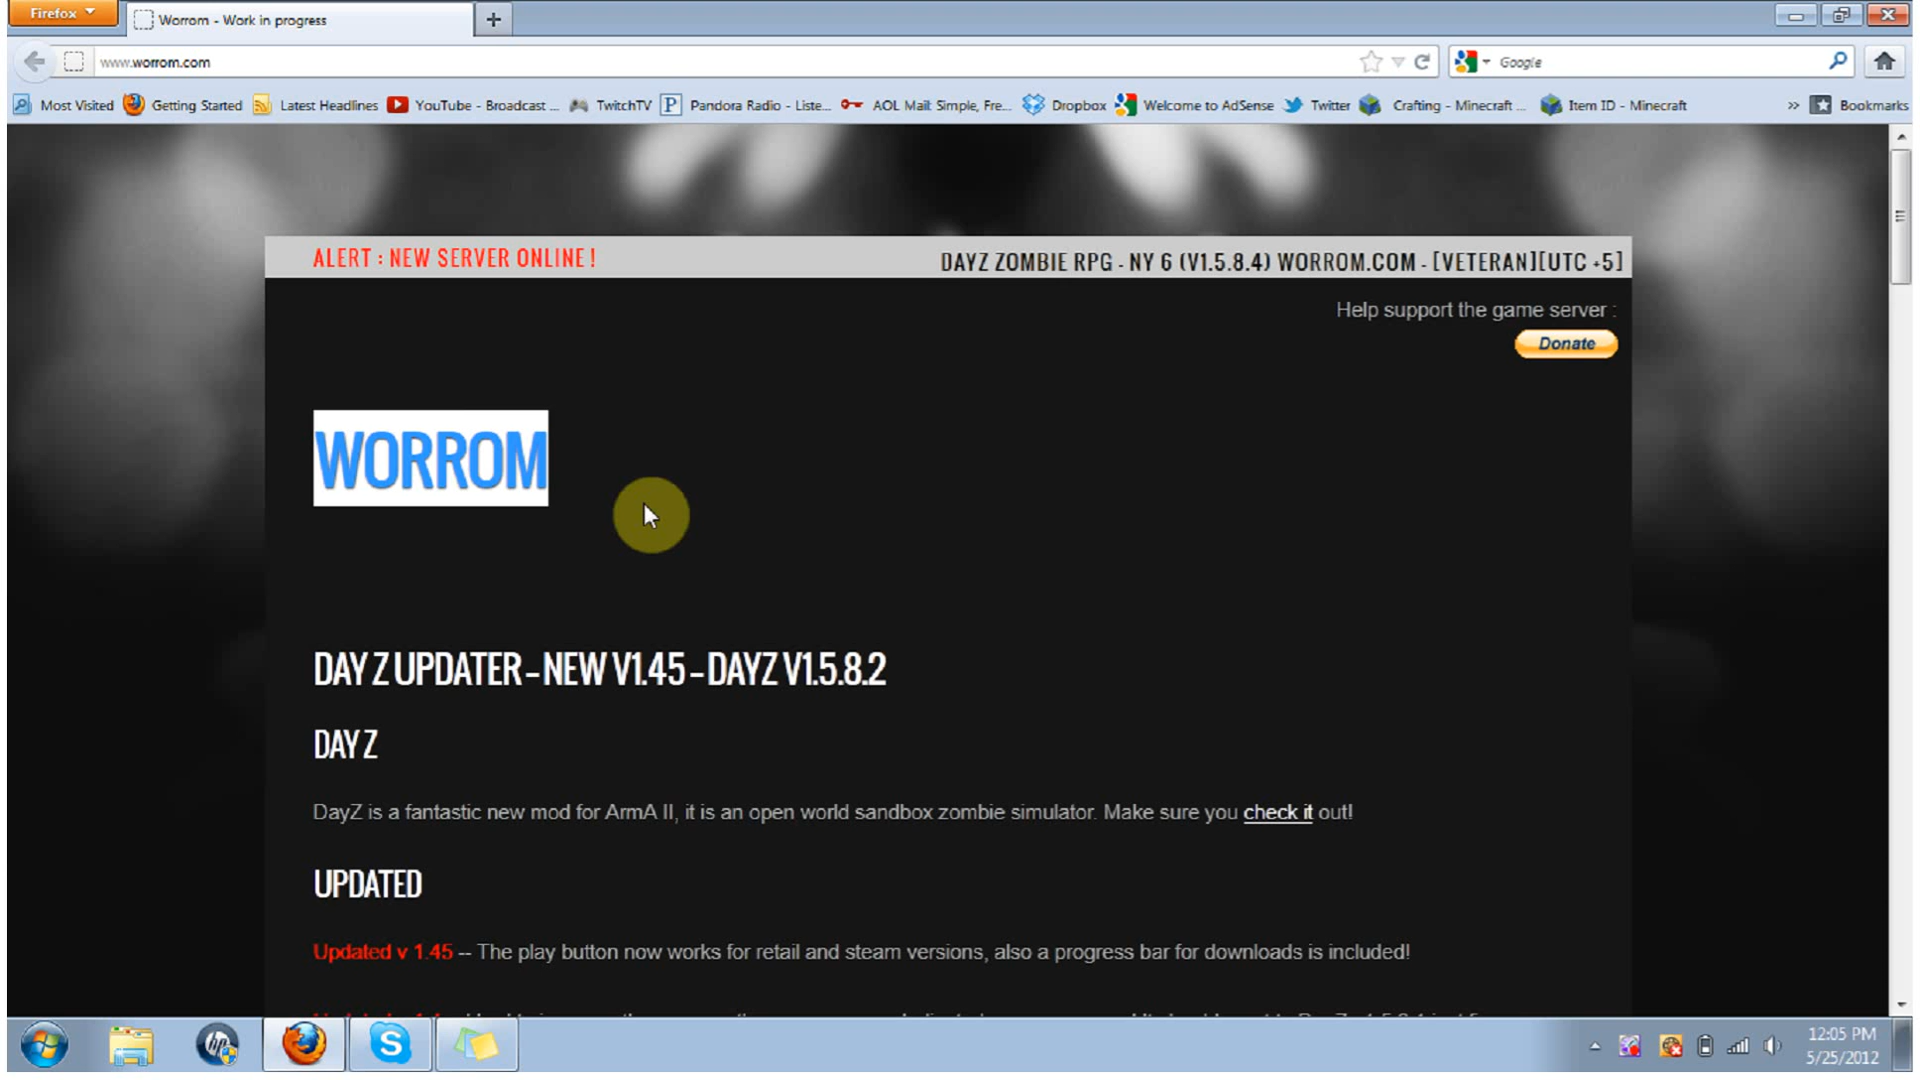 Firefox
Worrom - Work in progress
www.worrom.com
Google
Most Visited Getting Started Latest Headlines YouTube - Broadcast ... TwitchTV P Pandora Radio - Liste... AOL Mail: Simple, Fre... Dropbox Welcome to AdSense Twitter Crafting - Minecraft ... Item ID - Minecraft » Bookmarks
ALERT : NEW SERVER ONLINE !
DAYZ ZOMBIE RPG - NY 6 (V1.5.8.4) WORROM.COM - [VETERAN][UTC +5]
Help support the game server :
Donate
WORROM
DAY Z UPDATER – NEW V1.45 – DAYZ V1.5.8.2
DAY Z
DayZ is a fantastic new mod for ArmA II, it is an open world sandbox zombie simulator. Make sure you check it out!
UPDATED
Updated v 1.45 -- The play button now works for retail and steam versions, also a progress bar for downloads is included!
hp
12:05 PM
5/25/2012